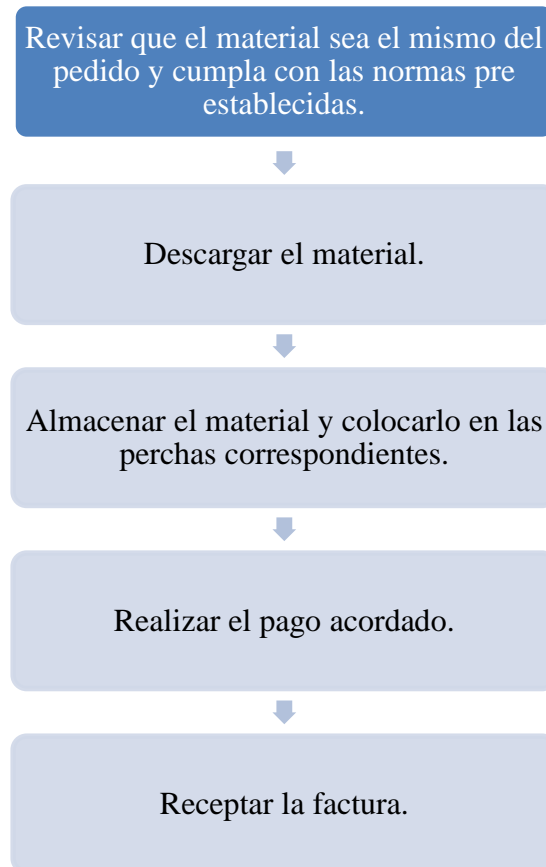 Revisar que el material sea el mismo del
pedido y cumpla con las normas pre
establecidas.
Descargar el material.
Almacenar el material y colocarlo en las
perchas correspondientes.
Realizar el pago acordado.
Receptar la factura.